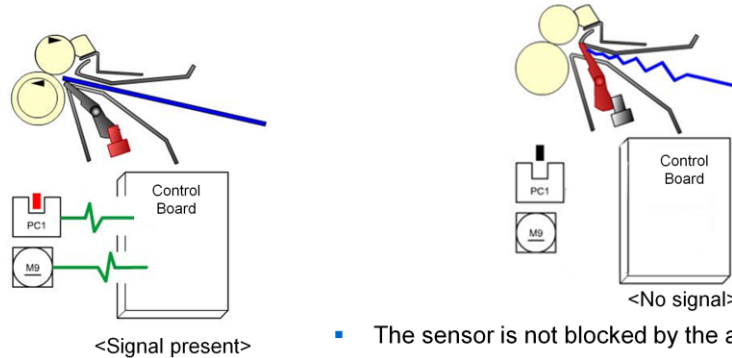 Control
Board
PC1
M9
<Signal present>
Control
Board
PC1
M9
<No signal>
▪ The sensor is not blocked by the